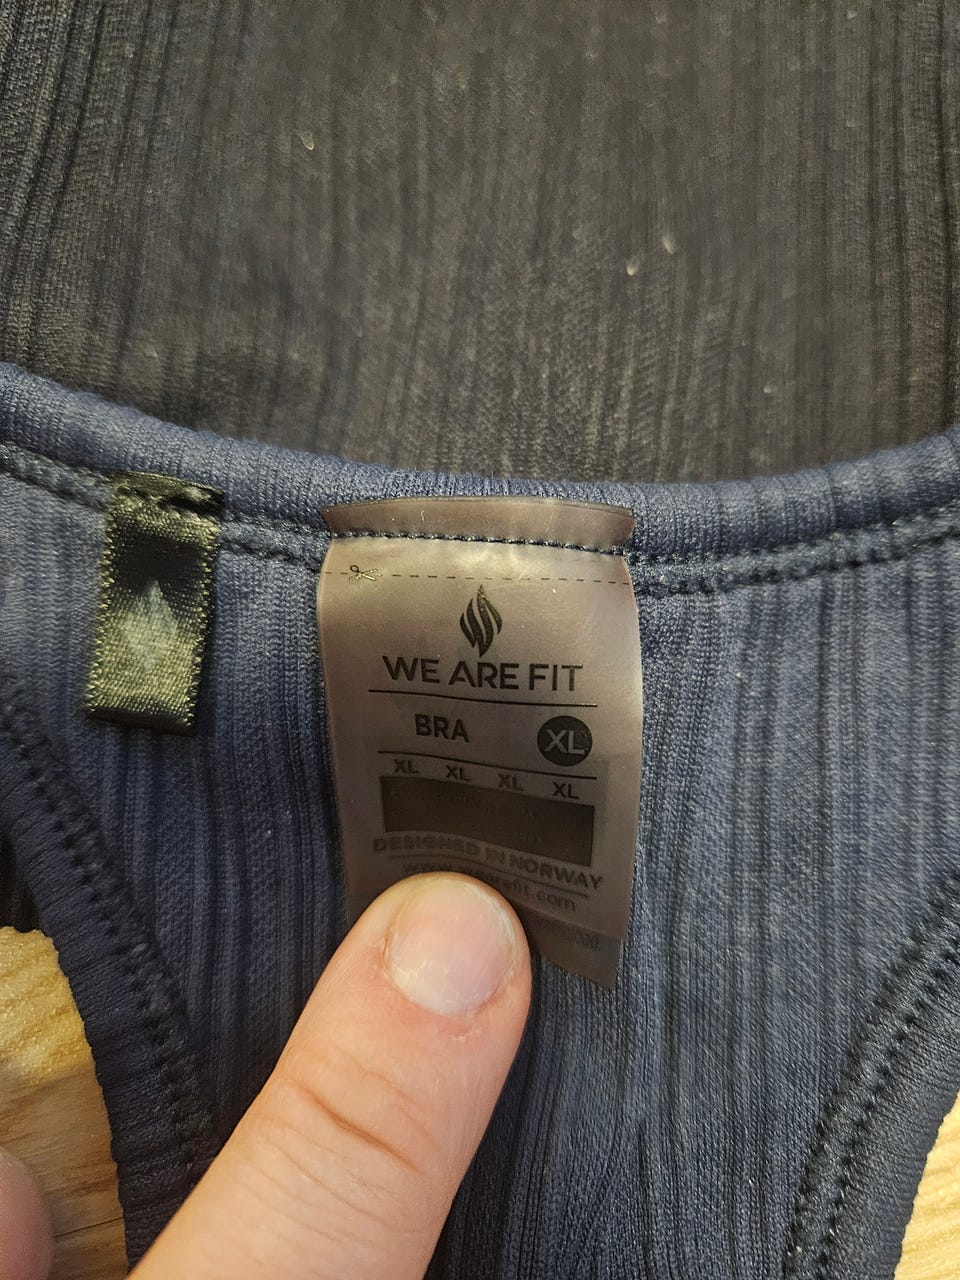 WE ARE FIT
BRA XL
XL XL XL XL
DESIGNED IN NORWAY